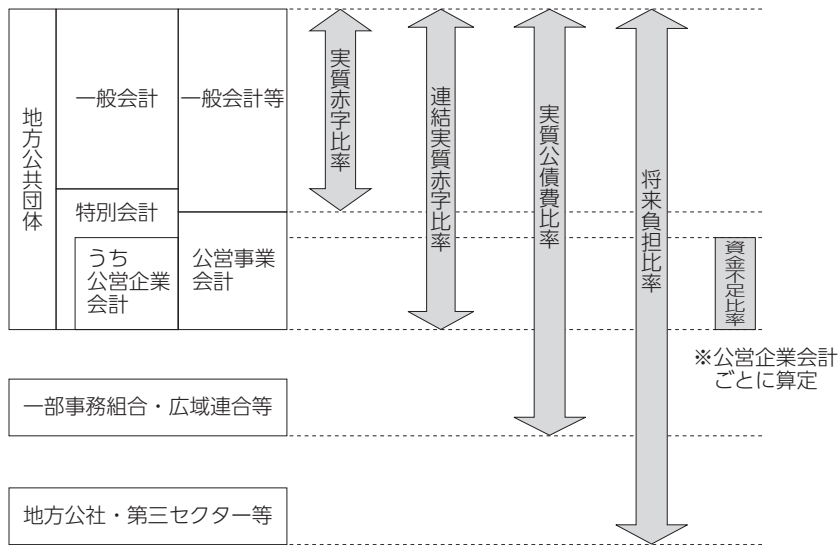 地方公共団体
一般会計
一般会計等
特別会計
うち
公営企業
会計
公営事業
会計
一部事務組合・広域連合等
地方公社・第三セクター等
実質赤字比率
連結実質赤字比率
実質公債費比率
将来負担比率
資金不足比率
※公営企業会計
ごとに算定